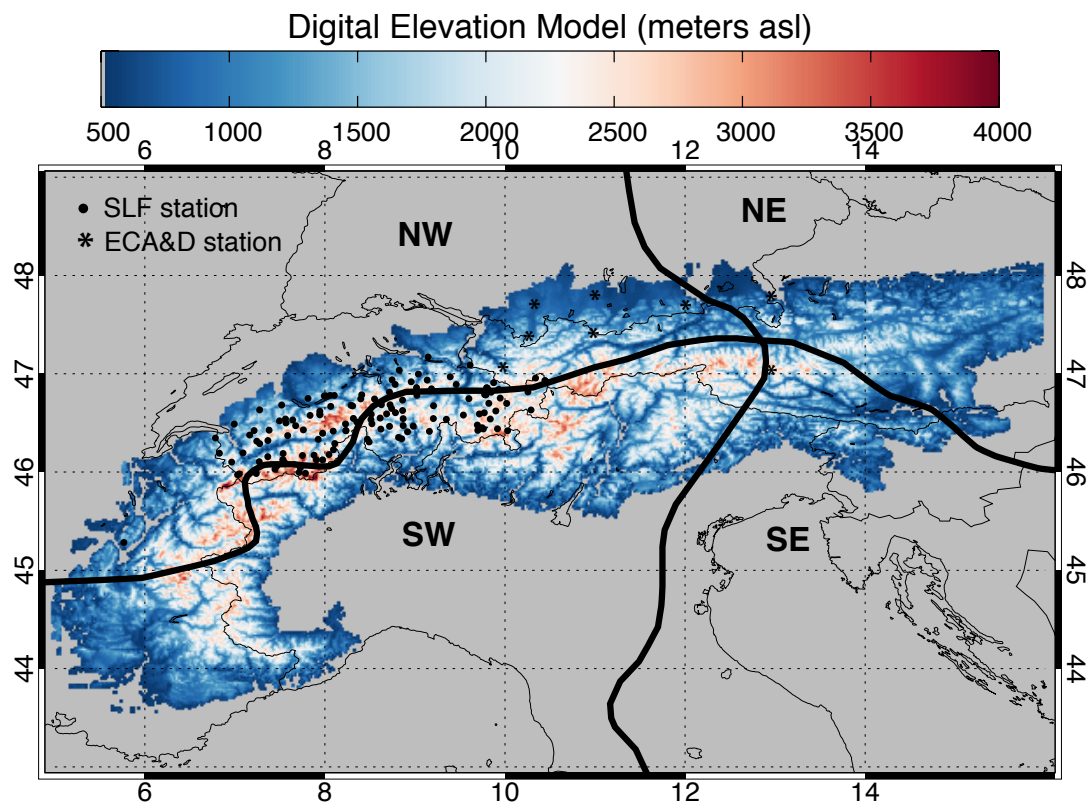 Digital Elevation Model (meters asl)
500 1000 1500 2000 2500 3000 3500 4000
6 8 10 12 14
SLF station
ECA&D station
NW
NE
SW
SE
48
47
46
45
44
48
47
46
45
44
6 8 10 12 14